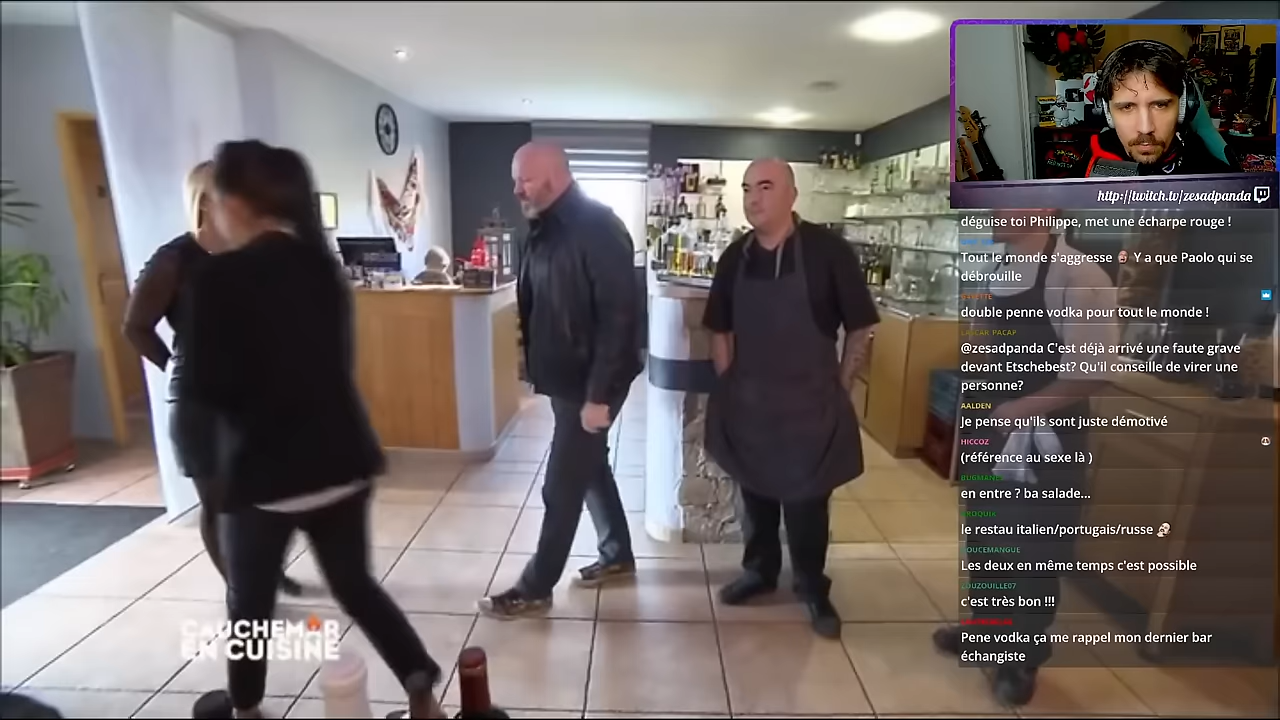 http://twitch.tv/zesadpanda
déguise toi Philippe, met une écharpe rouge !
Tout le monde s'aggresse Y a que Paolo qui se
débrouille
double penne vodka pour tout le monde !
LASCAR_PACAP
@zesadpanda C'est déjà arrivé une faute grave
devant Etschebest? Qu'il conseille de virer une
personne?
AALDEN
Je pense qu'ils sont juste démotivé
HICCOZ
(référence au sexe là )
en entre ? ba salade...
le restau italien/portugais/russe
DOUCEMANGUE
Les deux en même temps c'est possible
ZOUZOUILLE07
c'est très bon !!!
Pene vodka ça me rappel mon dernier bar
échangiste
CAUCHEMAR
EN CUISINE